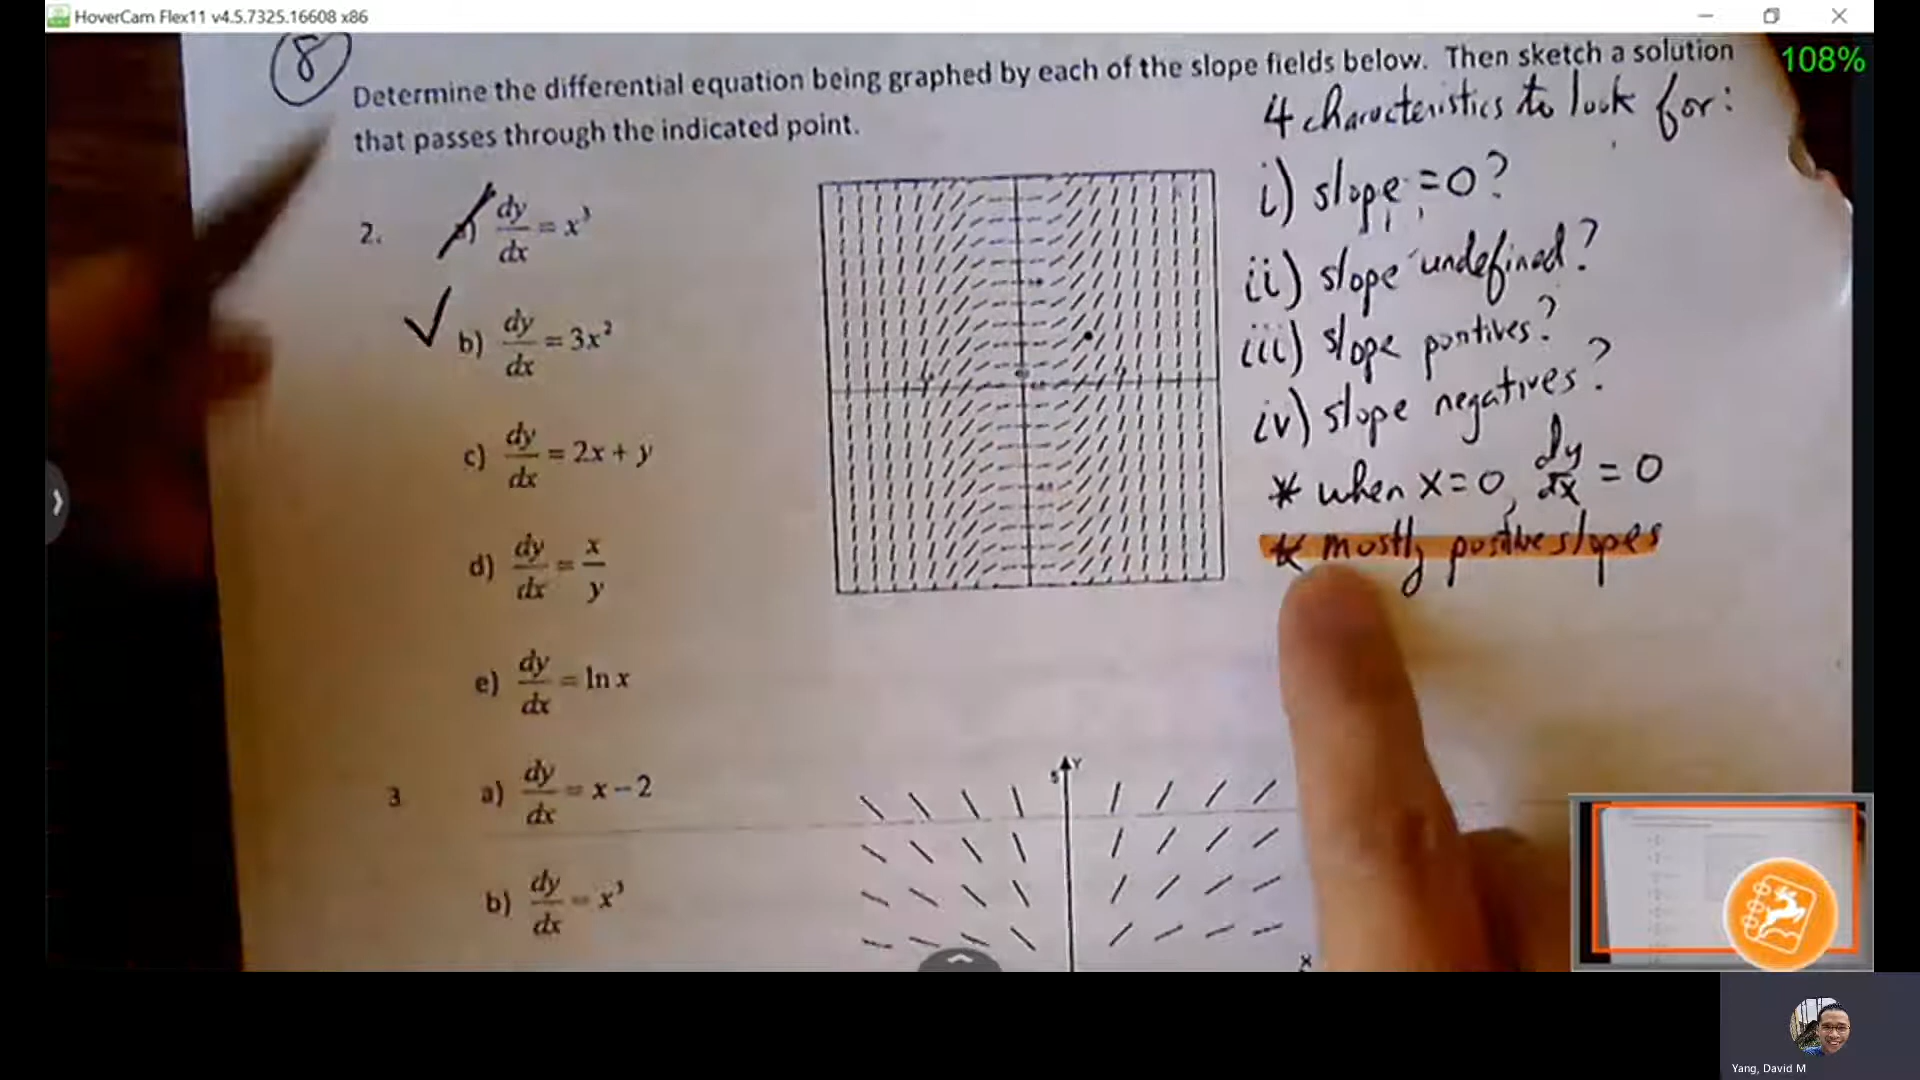 HoverCam Flex11 v4.5.7325.16608 x86
108%
8
Determine the differential equation being graphed by each of the slope fields below. Then sketch a solution
that passes through the indicated point.
4 characteristics to look for:
i) slope = 0?
ii) slope undefined?
iii) slope positives?
iv) slope negatives?
* when x = 0, dy/dx = 0
* mostly positive slopes
2. a) dy/dx = x³
✓ b) dy/dx = 3x²
c) dy/dx = 2x + y
d) dy/dx = x/y
e) dy/dx = ln x
3 a) dy/dx = x − 2
b) dy/dx = x³
5 Y
X
Yang, David M